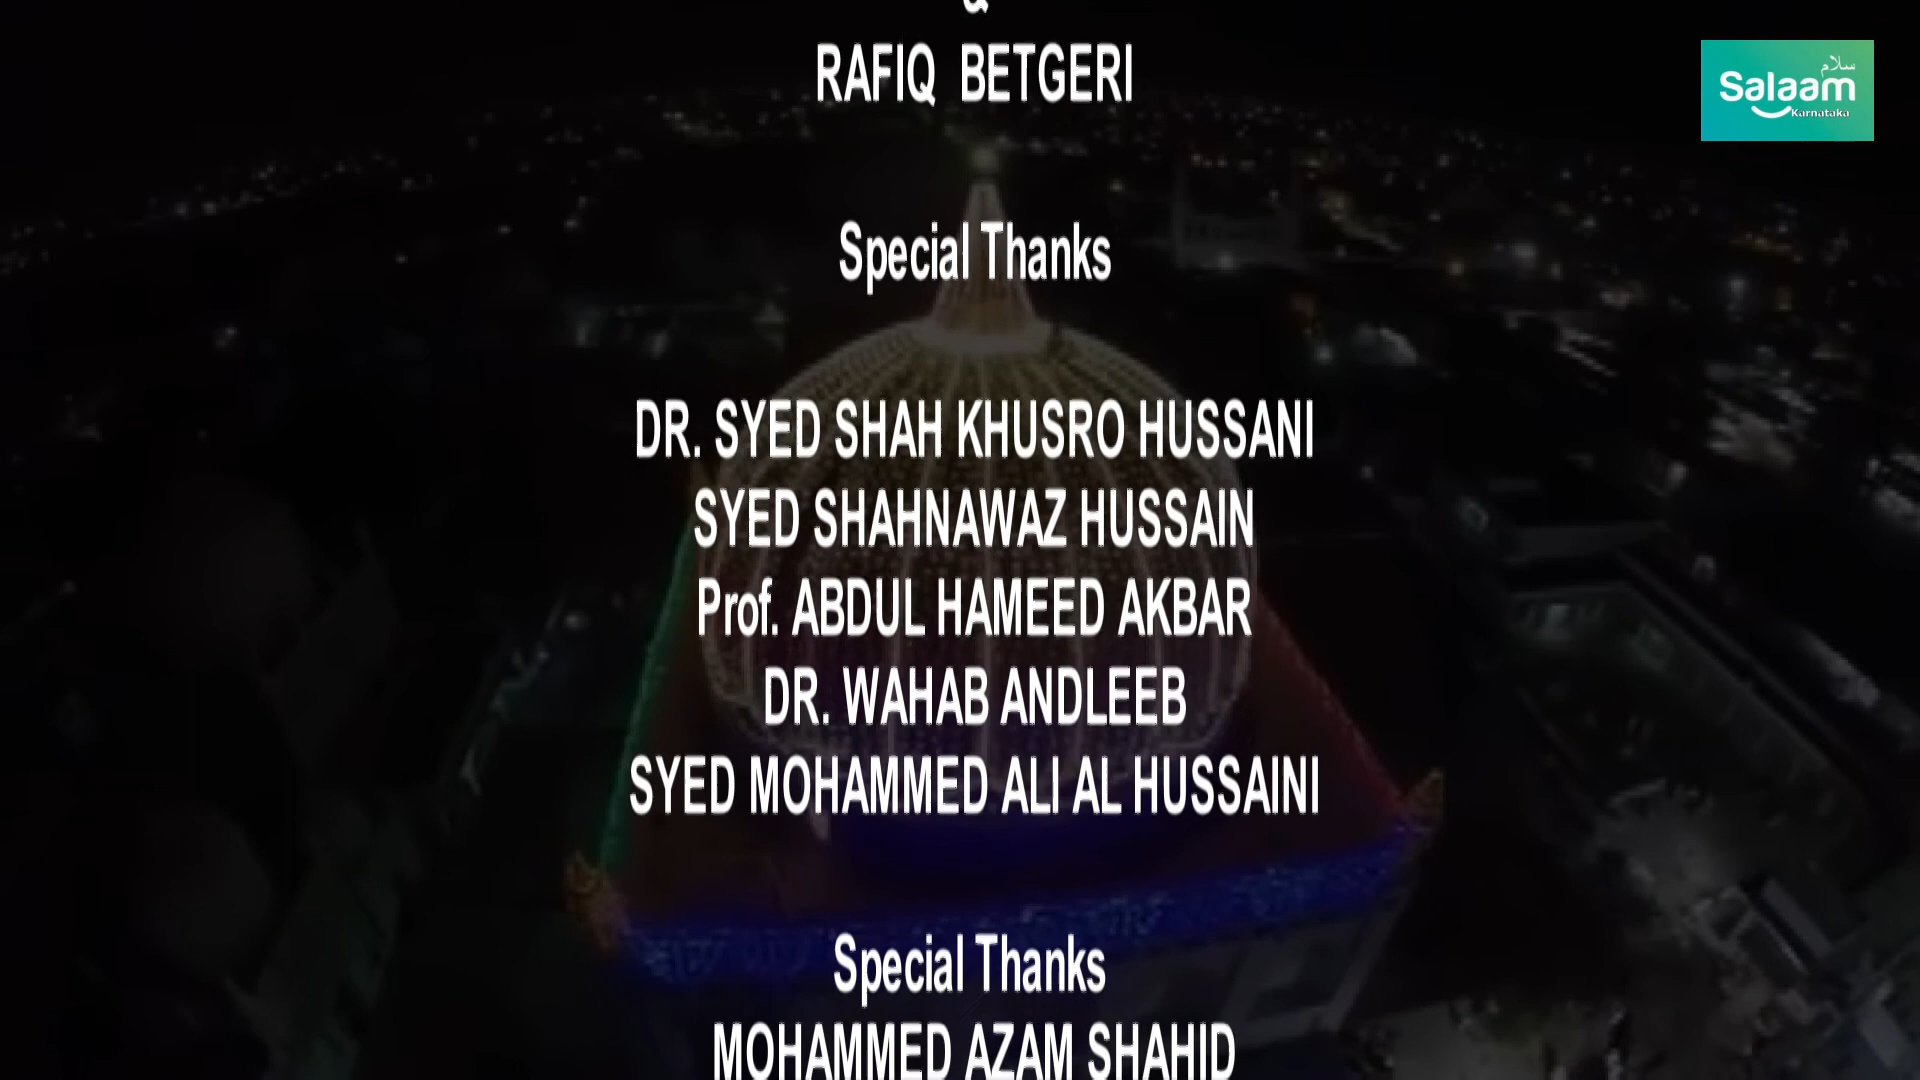 &
RAFIQ BETGERI
سلام
Salaam
Karnataka
Special Thanks
DR. SYED SHAH KHUSRO HUSSANI
SYED SHAHNAWAZ HUSSAIN
Prof. ABDUL HAMEED AKBAR
DR. WAHAB ANDLEEB
SYED MOHAMMED ALI AL HUSSAINI
Special Thanks
MOHAMMED AZAM SHAHID